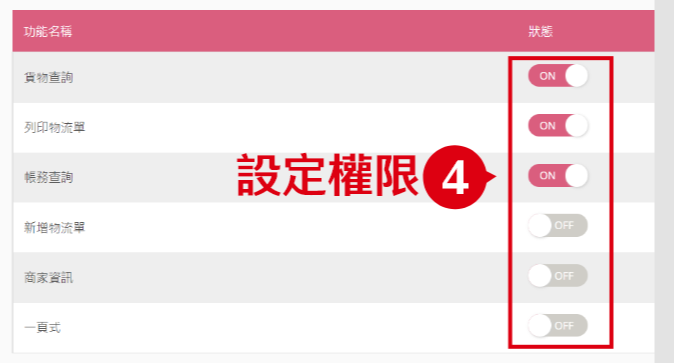 功能名稱 狀態
貨物查詢 ON
列印物流單 ON
帳務查詢 設定權限 4 ON
新增物流單 OFF
商家資訊 OFF
一頁式 OFF